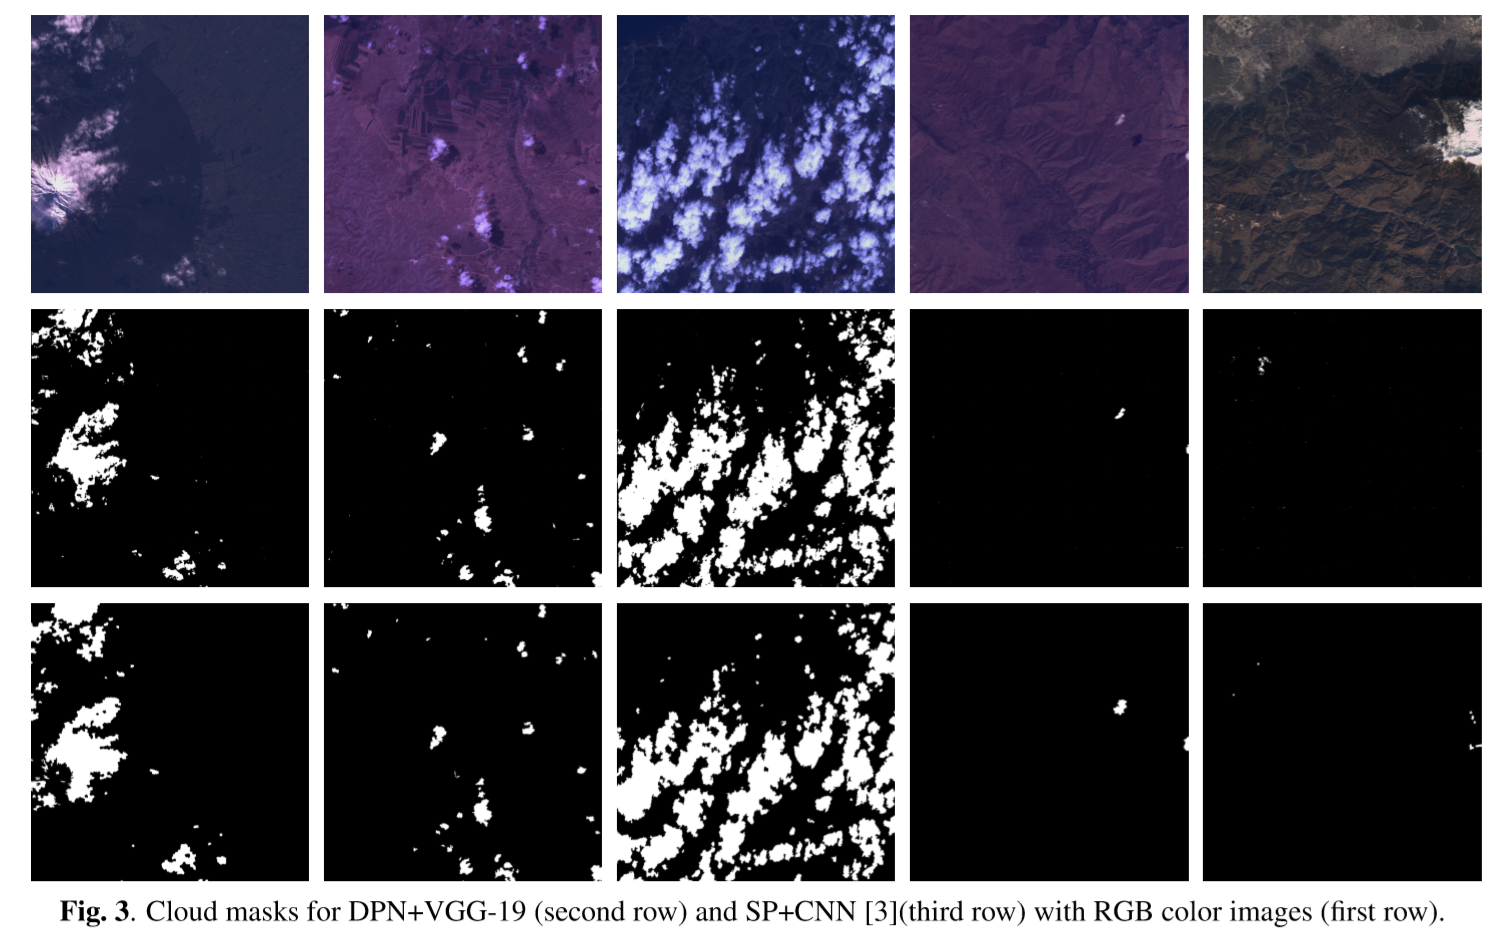 Fig. 3. Cloud masks for DPN+VGG-19 (second row) and SP+CNN [3](third row) with RGB color images (first row).